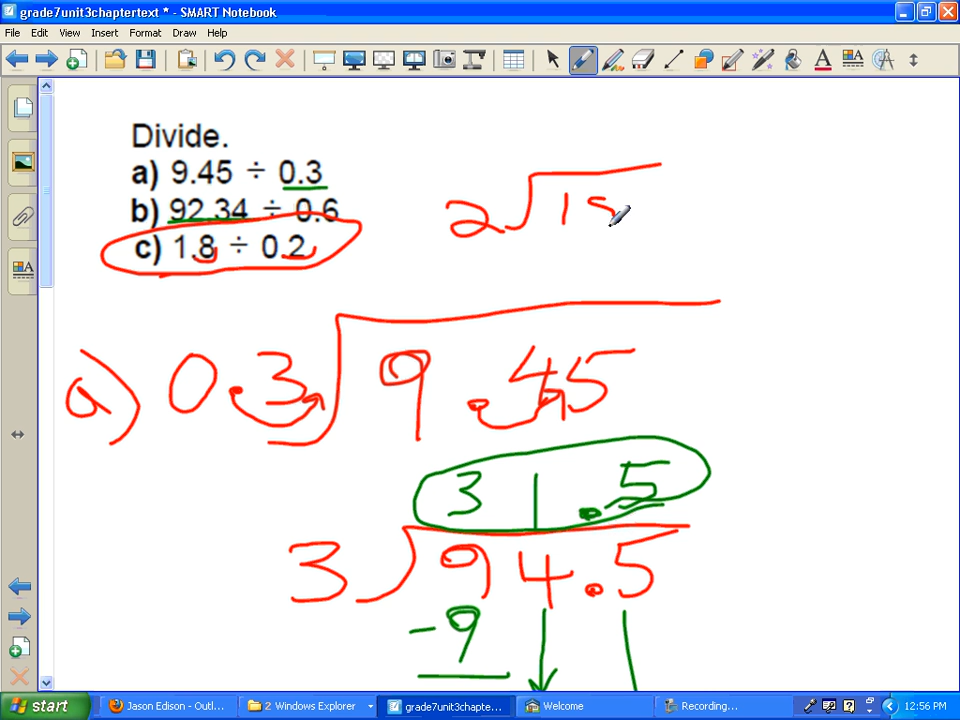 grade7unit3chaptertext * - SMART Notebook
File Edit View Insert Format Draw Help
Divide.
a) 9.45 ÷ 0.3
b) 92.34 ÷ 0.6
c) 1.8 ÷ 0.2
2 1
a) 0.3 9.45
31.5
3 94.5
-9
start Jason Edison - Outl... 2 Windows Explorer grade7unit3chapte... Welcome Recording... 12:56 PM